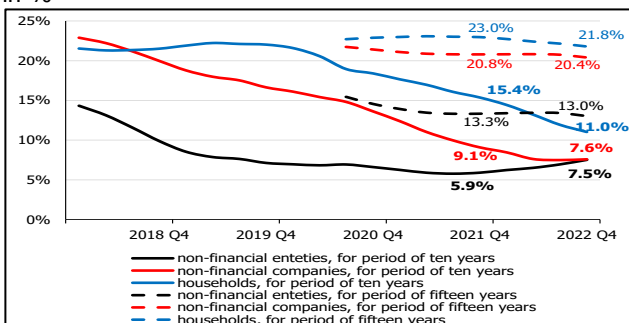 25%
23.0%
21.8%
20%
20.8%
20.4%
15%
15.4%
13.3%
13.0%
11.0%
10%
9.1%
7.6%
5%
5.9%
7.5%
0%
2018 Q4 2019 Q4 2020 Q4 2021 Q4 2022 Q4
non-financial enteties, for period of ten years
non-financial companies, for period of ten years
households, for period of ten years
non-financial enteties, for period of fifteen years
non-financial companies, for period of fifteen years
households, for period of fifteen years